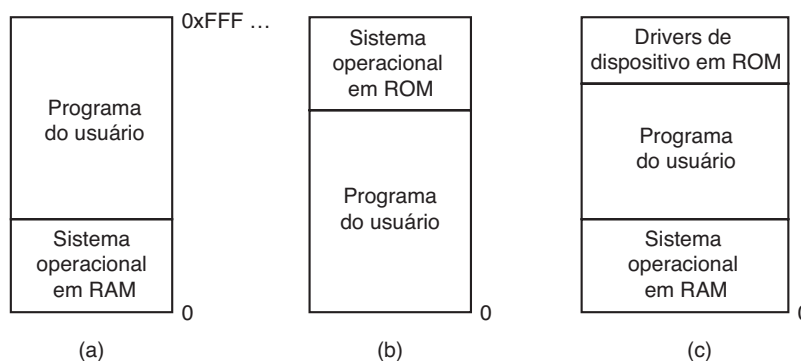 0xFFF ...
Programa
do usuário
Sistema
operacional
em RAM
0
(a)
Sistema
operacional
em ROM
Programa
do usuário
0
(b)
Drivers de
dispositivo em ROM
Programa
do usuário
Sistema
operacional
em RAM
0
(c)